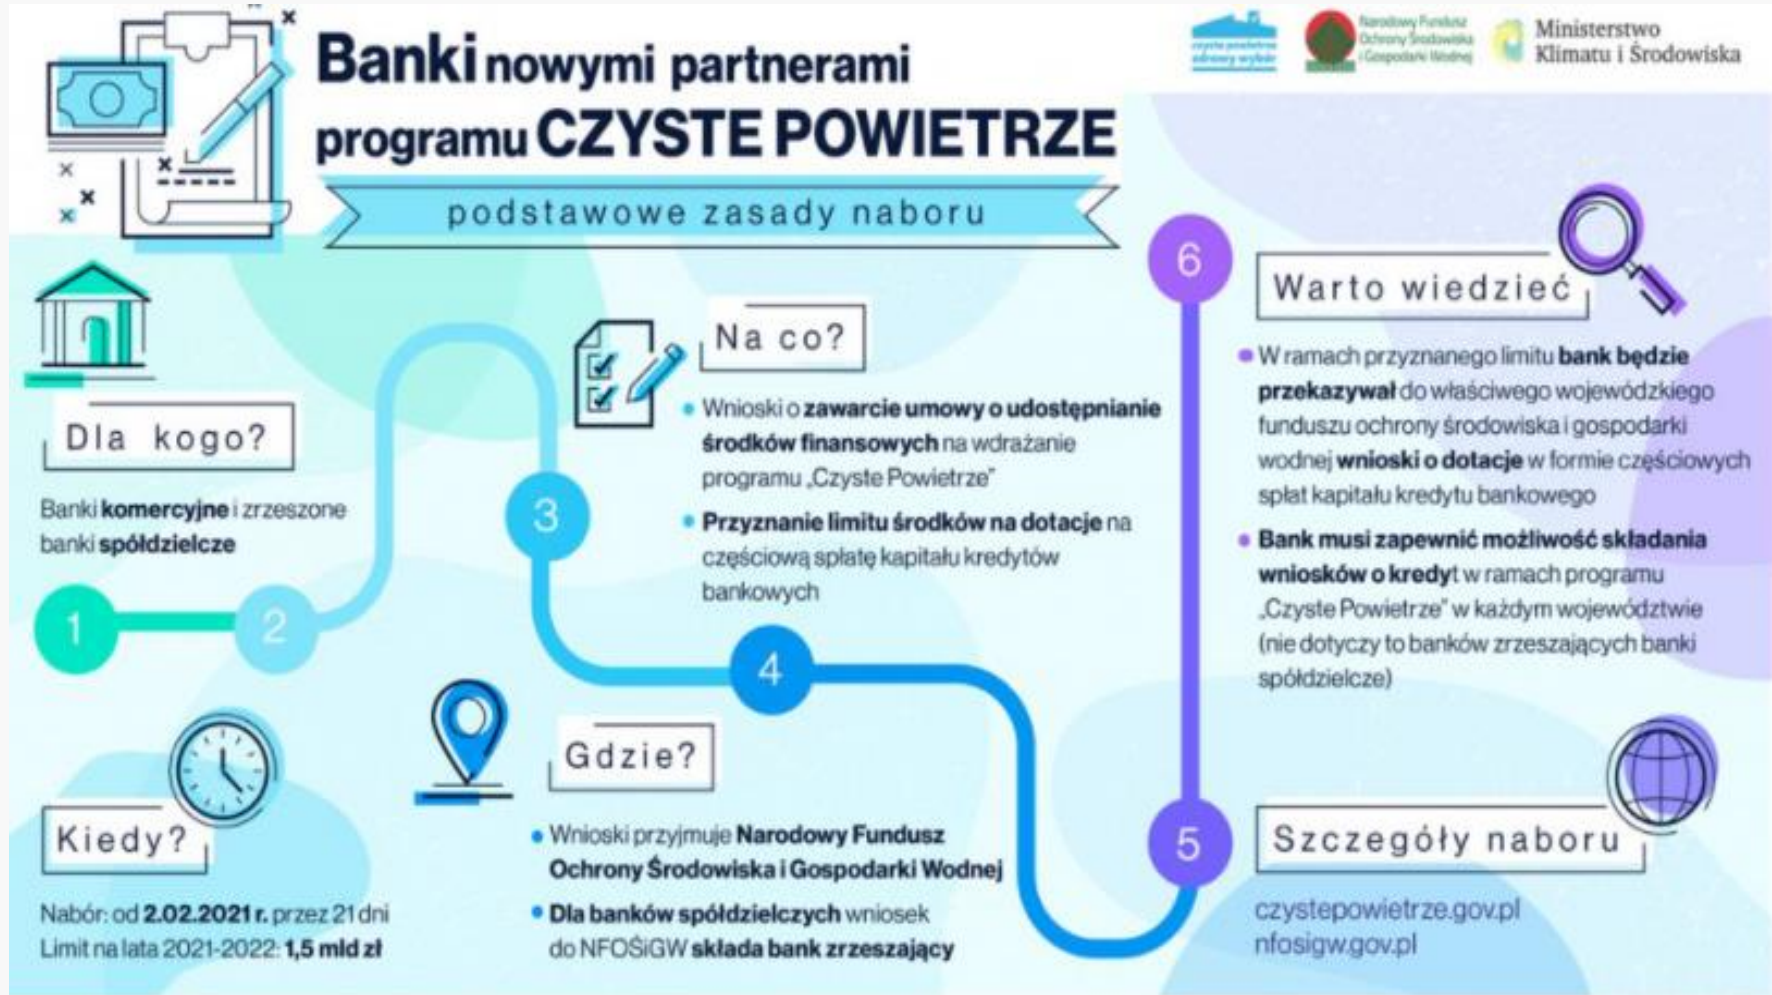 Banki nowymi partnerami
programu CZYSTE POWIETRZE
podstawowe zasady naboru
czyste powietrze
zdrowy wybór
Narodowy Fundusz
Ochrony Środowiska
i Gospodarki Wodnej
Ministerstwo
Klimatu i Środowiska
Dla kogo?
Banki komercyjne i zrzeszone
banki spółdzielcze
1
2
Kiedy?
Nabór: od 2.02.2021 r. przez 21 dni
Limit na lata 2021-2022: 1,5 mld zł
3
Na co?
Wnioski o zawarcie umowy o udostępnianie
środków finansowych na wdrażanie
programu „Czyste Powietrze”
Przyznanie limitu środków na dotacje na
częściową spłatę kapitału kredytów
bankowych
4
Gdzie?
Wnioski przyjmuje Narodowy Fundusz
Ochrony Środowiska i Gospodarki Wodnej
Dla banków spółdzielczych wniosek
do NFOŚiGW składa bank zrzeszający
5
Szczegóły naboru
czystepowietrze.gov.pl
nfosigw.gov.pl
6
Warto wiedzieć
W ramach przyznanego limitu bank będzie
przekazywał do właściwego wojewódzkiego
funduszu ochrony środowiska i gospodarki
wodnej wnioski o dotacje w formie częściowych
spłat kapitału kredytu bankowego
Bank musi zapewnić możliwość składania
wniosków o kredyt w ramach programu
„Czyste Powietrze” w każdym województwie
(nie dotyczy to banków zrzeszających banki
spółdzielcze)